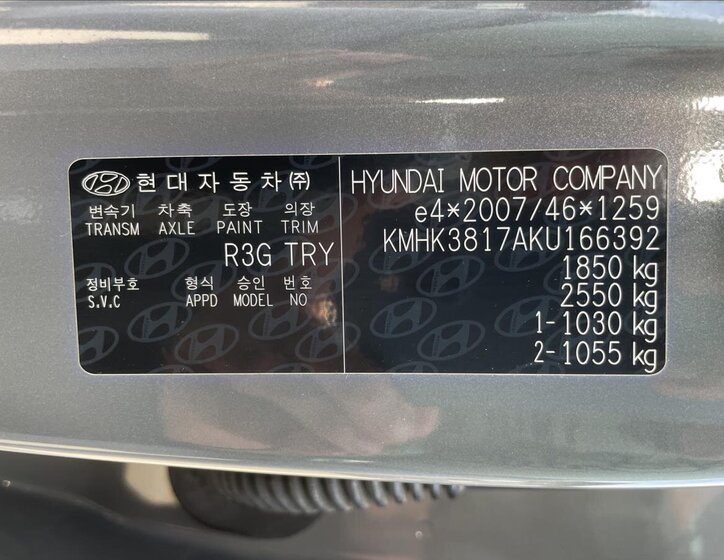 현대자동차㈜
변속기 차축 도장 의장
TRANSM AXLE PAINT TRIM
R3G TRY
정비부호 형식 승인 번호
S.V.C APPD MODEL NO
HYUNDAI MOTOR COMPANY
e4*2007/46*1259
KMHK3817AKU166392
1850 kg
2550 kg
1-1030 kg
2-1055 kg